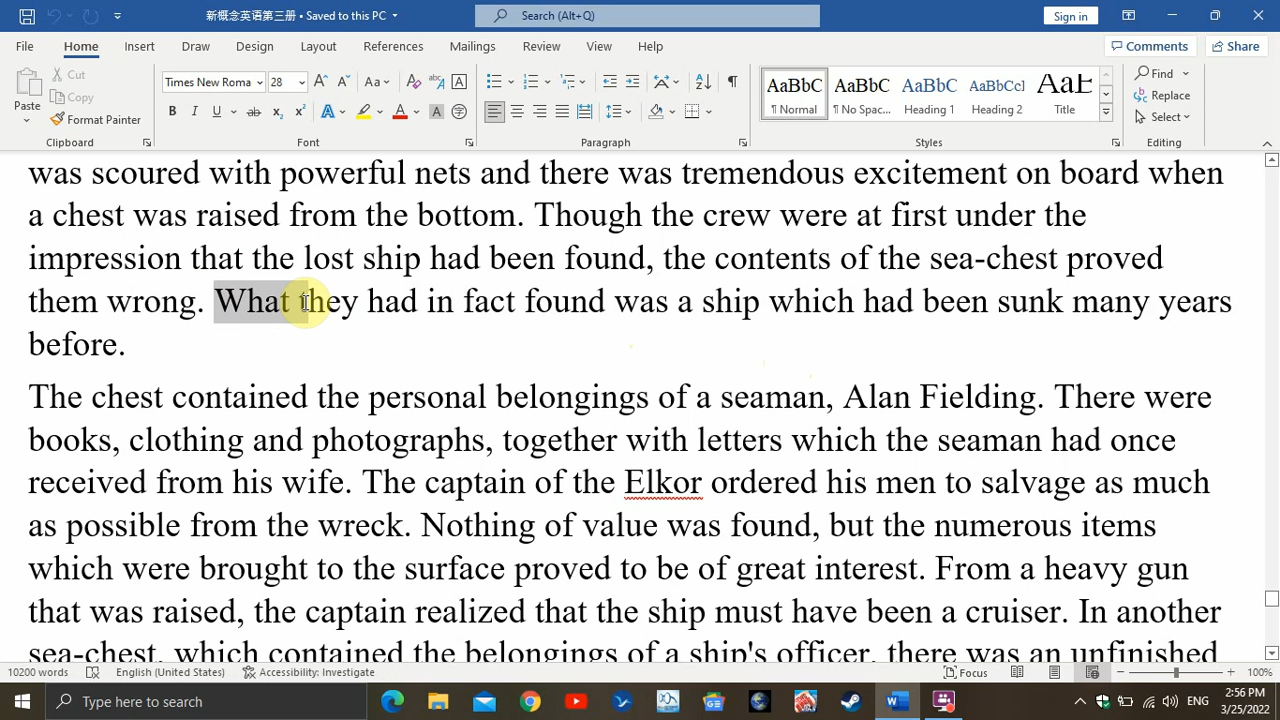 新概念英语第三册 • Saved to this PC
Search (Alt+Q)
Sign in
File Home Insert Draw Design Layout References Mailings Review View Help
Comments Share
Paste
Cut
Copy
Format Painter
Clipboard
Times New Roma 28
Font
Paragraph
AaBbC AaBbC AaBbC AaBbCcl AaE
¶ Normal ¶ No Spac... Heading 1 Heading 2 Title
Styles
Find
Replace
Select
Editing
was scoured with powerful nets and there was tremendous excitement on board when
a chest was raised from the bottom. Though the crew were at first under the
impression that the lost ship had been found, the contents of the sea-chest proved
them wrong. What they had in fact found was a ship which had been sunk many years
before.
The chest contained the personal belongings of a seaman, Alan Fielding. There were
books, clothing and photographs, together with letters which the seaman had once
received from his wife. The captain of the Elkor ordered his men to salvage as much
as possible from the wreck. Nothing of value was found, but the numerous items
which were brought to the surface proved to be of great interest. From a heavy gun
that was raised, the captain realized that the ship must have been a cruiser. In another
sea-chest, which contained the belongings of a ship's officer, there was an unfinished
10200 words English (United States) Accessibility: Investigate Focus 100%
Type here to search
ENG
2:56 PM
3/25/2022